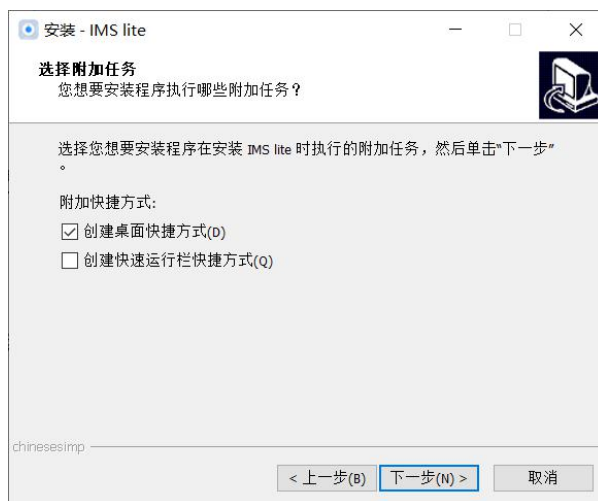 安装 - IMS lite
选择附加任务
您想要安装程序执行哪些附加任务？
选择您想要安装程序在安装 IMS lite 时执行的附加任务，然后单击“下一步”
。
附加快捷方式:
创建桌面快捷方式(D)
创建快速运行栏快捷方式(Q)
chinesesimp
< 上一步(B) 下一步(N) > 取消